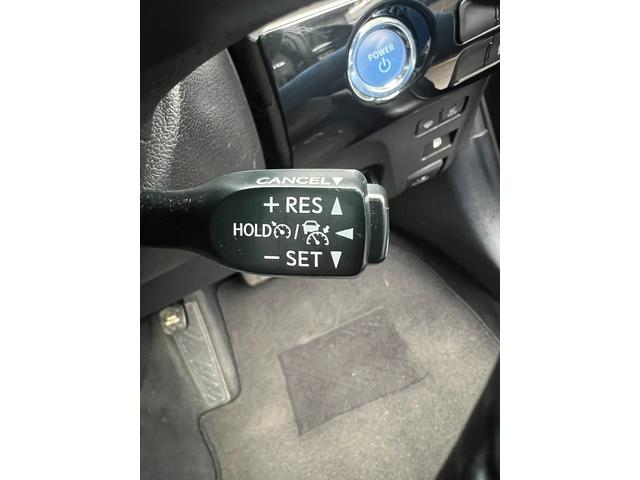 POWER
CANCEL▼
+ RES ▲
HOLD / ◄
− SET ▼